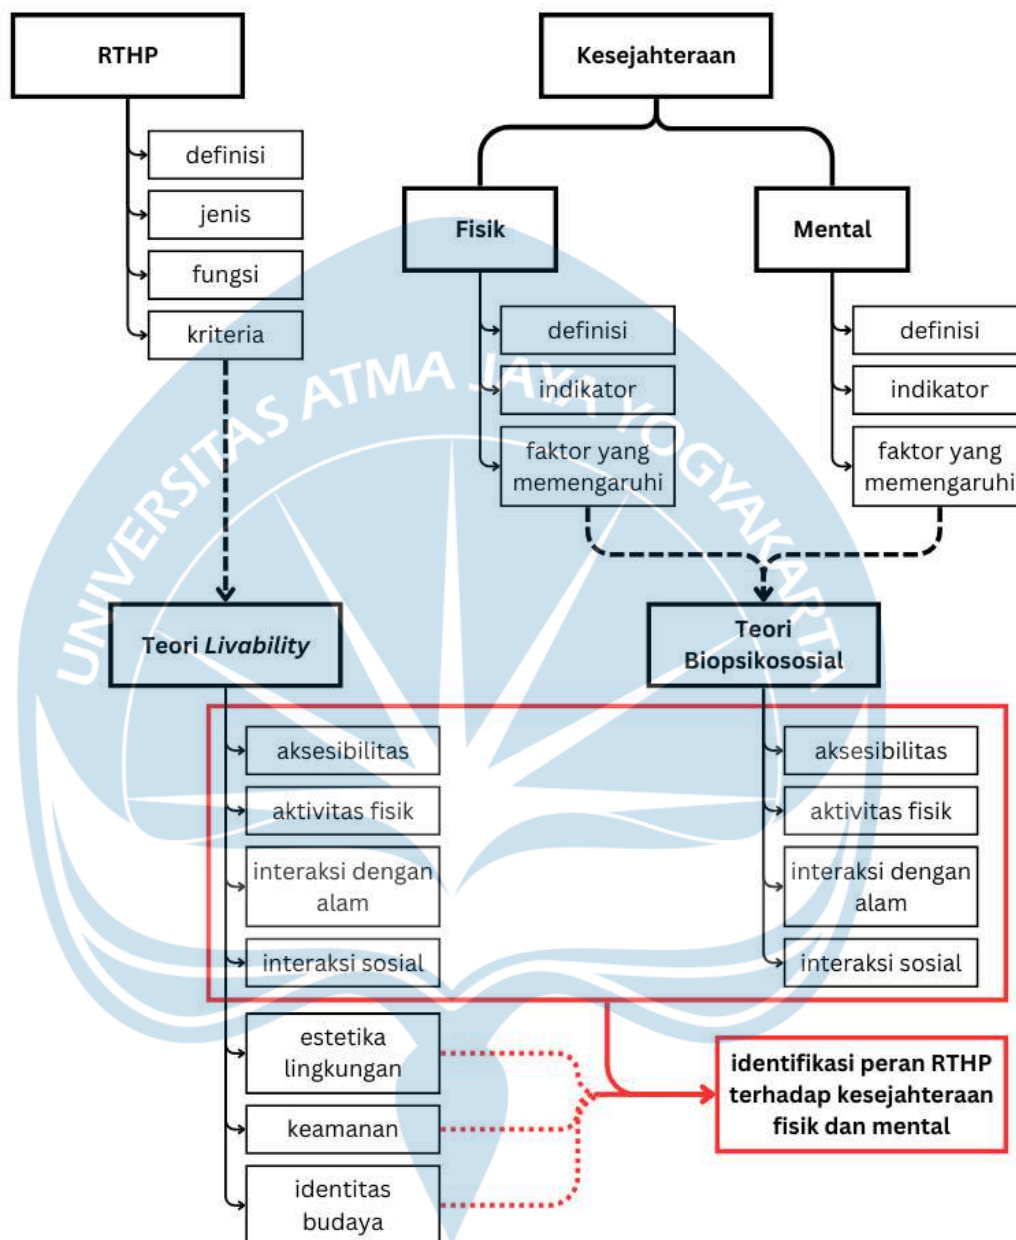 RTHP
Kesejahteraan
definisi
jenis
fungsi
kriteria
Fisik
Mental
definisi
indikator
faktor yang
memengaruhi
definisi
indikator
faktor yang
memengaruhi
UNIVERSITAS ATMA JAYA YOGYAKARTA
Teori Livability
Teori
Biopsikososial
aksesibilitas
aktivitas fisik
interaksi dengan
alam
interaksi sosial
estetika
lingkungan
keamanan
identitas
budaya
aksesibilitas
aktivitas fisik
interaksi dengan
alam
interaksi sosial
identifikasi peran RTHP
terhadap kesejahteraan
fisik dan mental